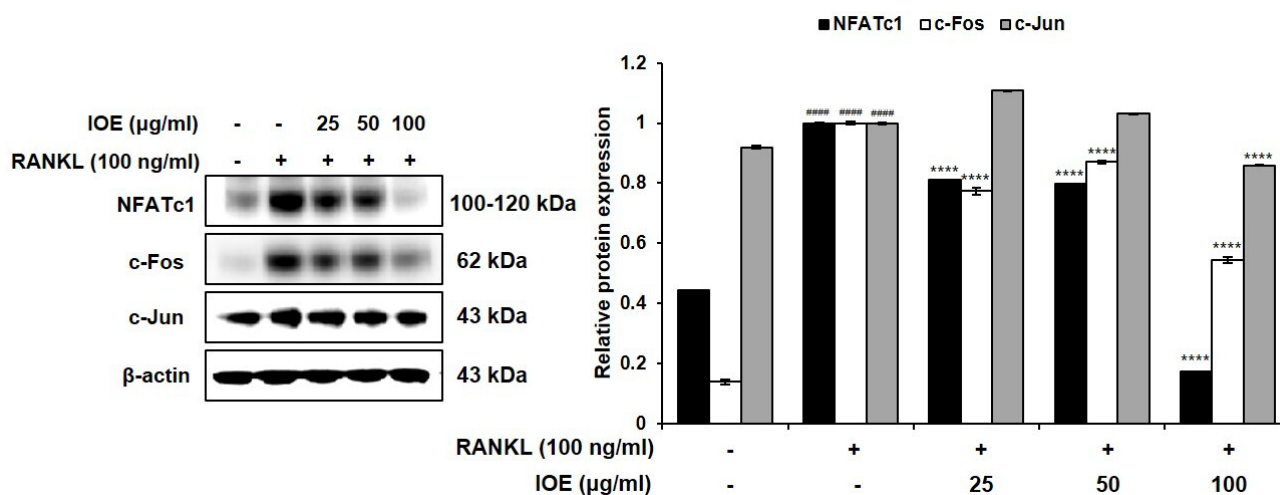 IOE (µg/ml) - - 25 50 100
RANKL (100 ng/ml) - + + + +
NFATc1 100-120 kDa
c-Fos 62 kDa
c-Jun 43 kDa
β-actin 43 kDa
NFATc1 c-Fos c-Jun
Relative protein expression
1.2
1
0.8
0.6
0.4
0.2
0
#### #### ####
**** ****
**** ****
**** **** ****
RANKL (100 ng/ml) - + + + +
IOE (µg/ml) - - 25 50 100